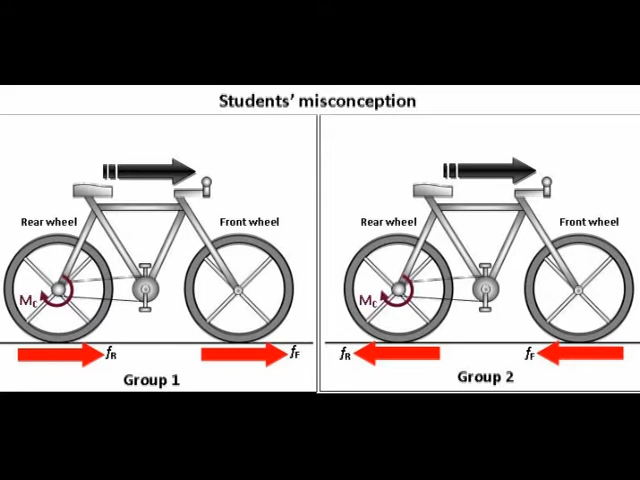 Students' misconception
Rear wheel
Front wheel
Mc
fR
fF
Group 1
Rear wheel
Front wheel
Mc
fR
fF
Group 2